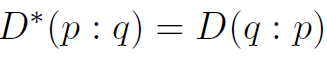 D*(p : q) = D(q : p)